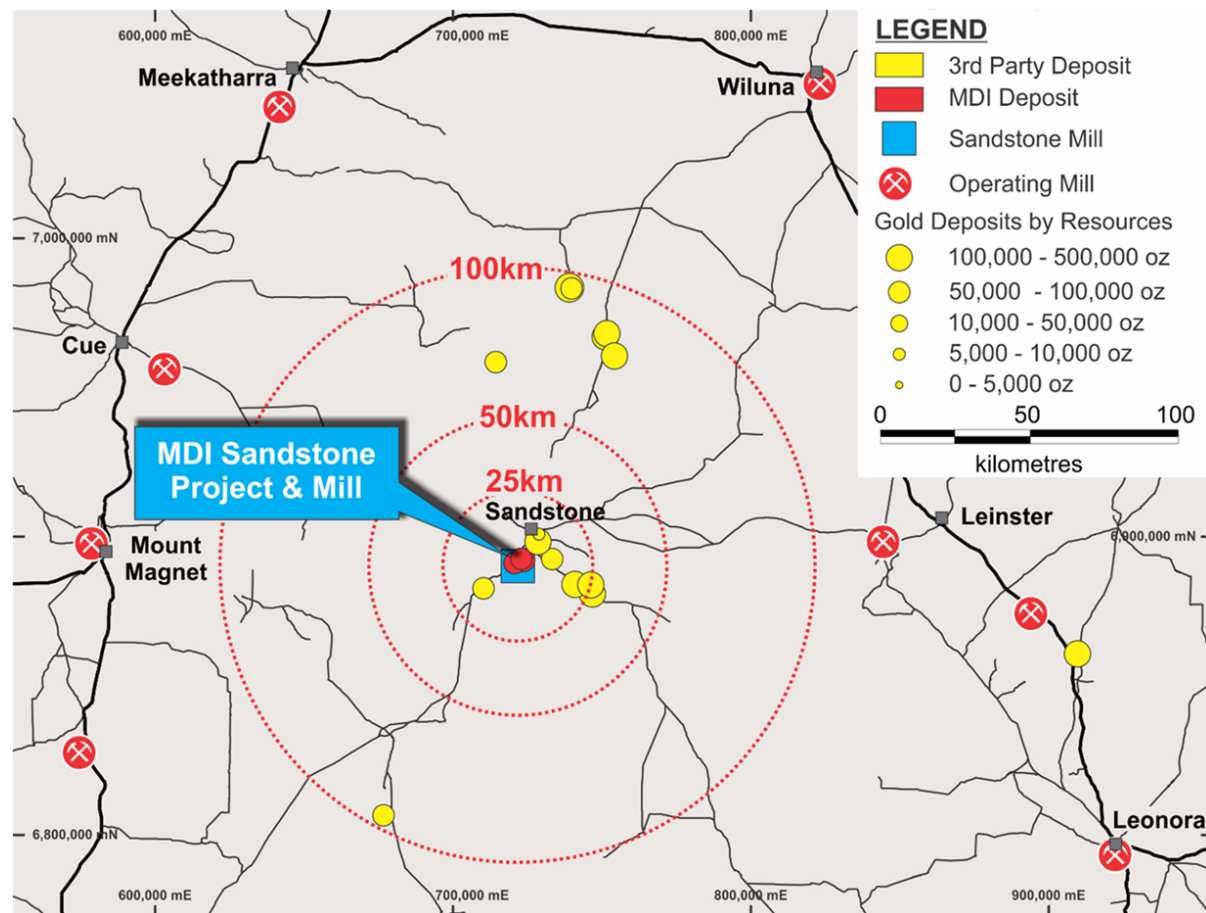 600,000 mE
700,000 mE
800,000 mE
Meekatharra
Wiluna
LEGEND
3rd Party Deposit
MDI Deposit
Sandstone Mill
Operating Mill
Gold Deposits by Resources
100,000 - 500,000 oz
50,000 - 100,000 oz
10,000 - 50,000 oz
5,000 - 10,000 oz
0 - 5,000 oz
0 50 100
kilometres
7,000,000 mN
100km
Cue
50km
MDI Sandstone
Project & Mill
25km
Sandstone
Leinster
6,900,000 mN
Mount
Magnet
Leonora
6,800,000 mN
600,000 mE
700,000 mE
800,000 mE
900,000 mE